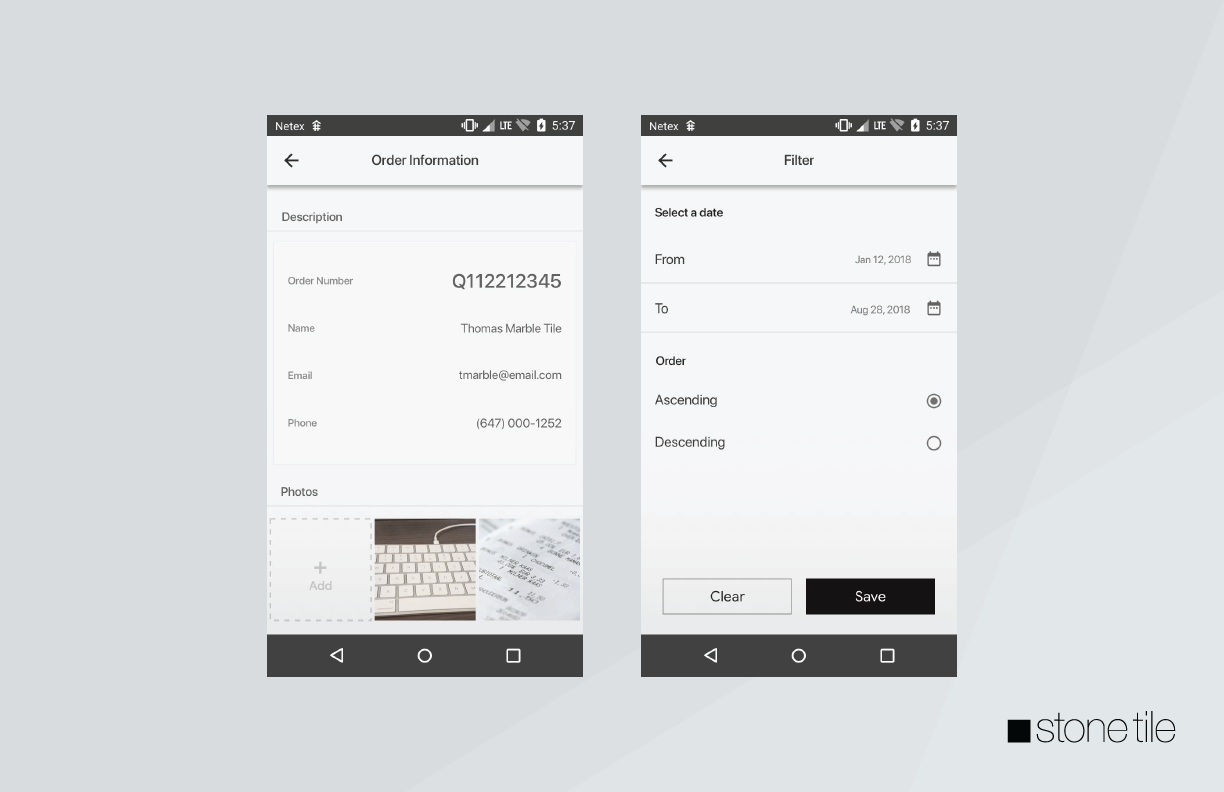 Netex LTE 5:37
Order Information
Description
Order Number Q112212345
Name Thomas Marble Tile
Email tmarble@email.com
Phone (647) 000-1252
Photos
+
Add
Netex LTE 5:37
Filter
Select a date
From Jan 12, 2018
To Aug 28, 2018
Order
Ascending
Descending
Clear Save
stone tile